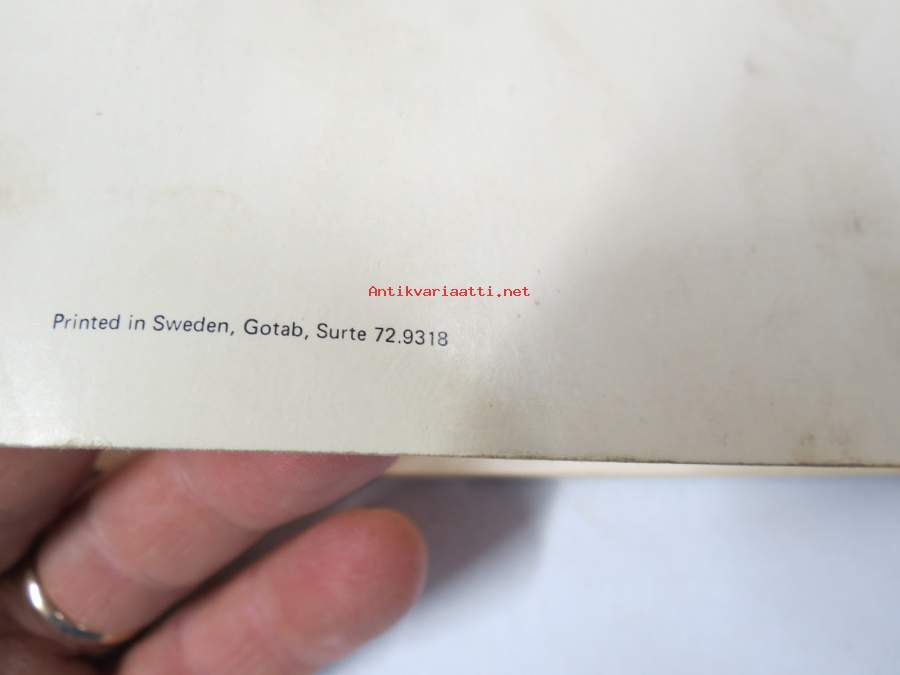 Antikvariaatti.net
Printed in Sweden, Gotab, Surte 72.9318